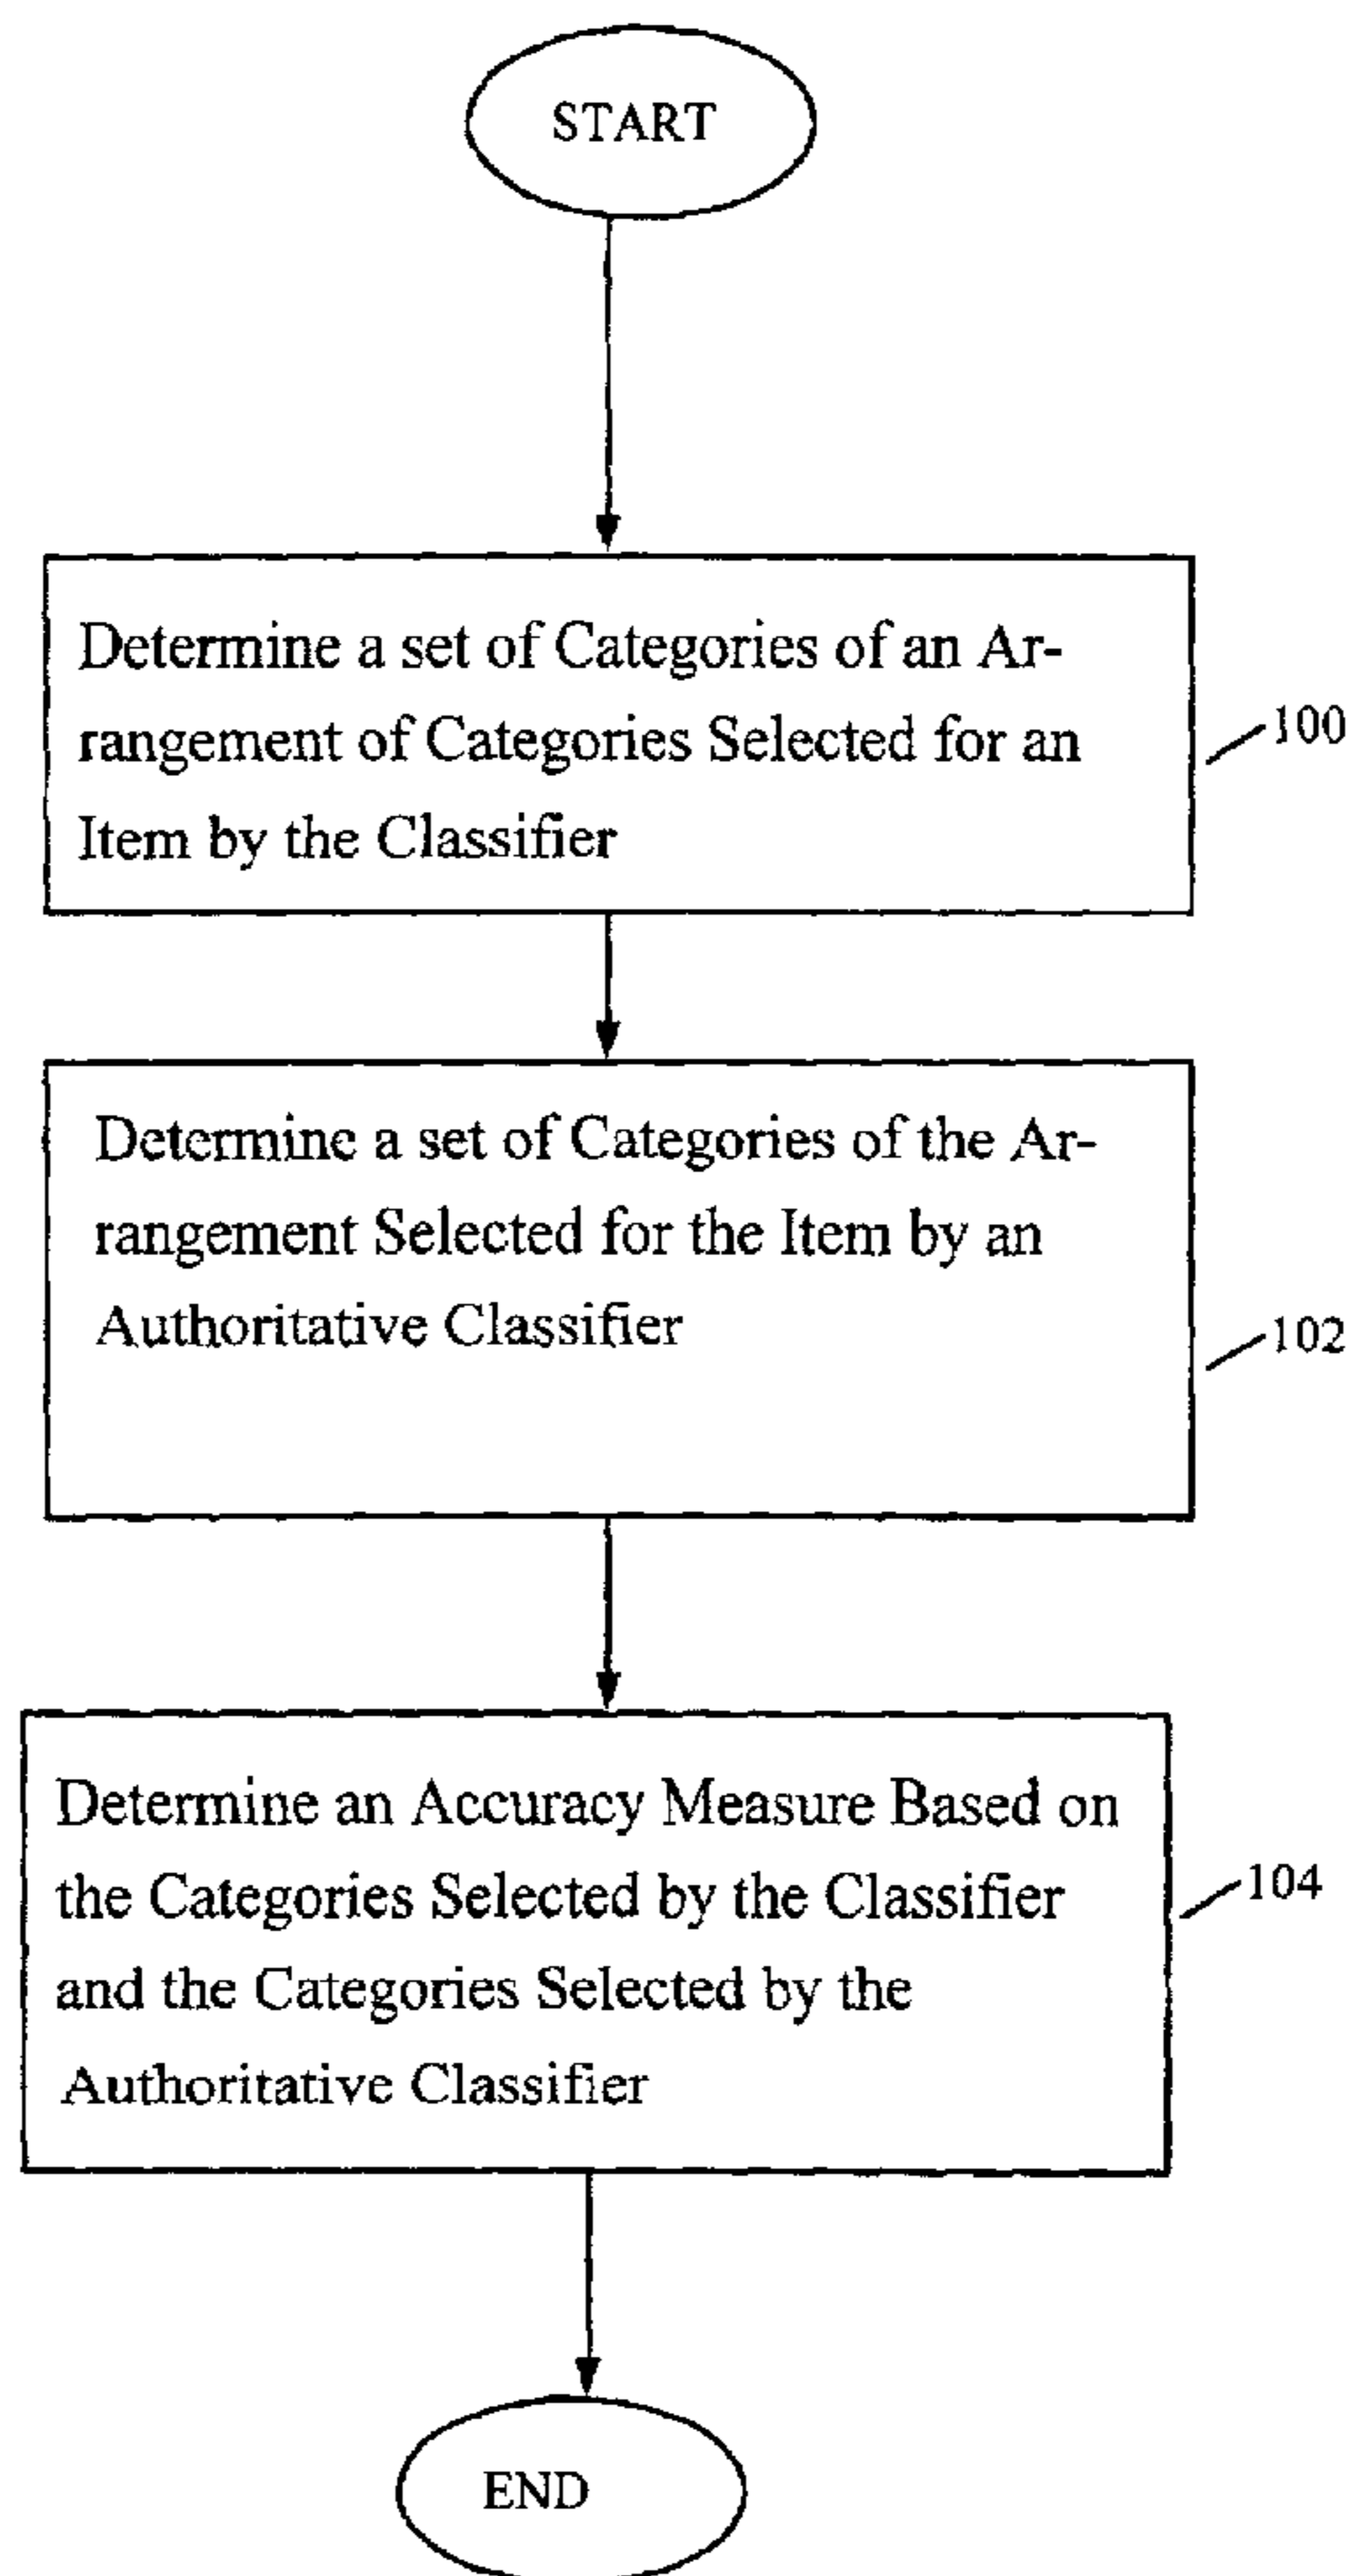 START
Determine a set of Categories of an Ar-
rangement of Categories Selected for an
Item by the Classifier
100
Determine a set of Categories of the Ar-
rangement Selected for the Item by an
Authoritative Classifier
102
Determine an Accuracy Measure Based on
the Categories Selected by the Classifier
and the Categories Selected by the
Authoritative Classifier
104
END